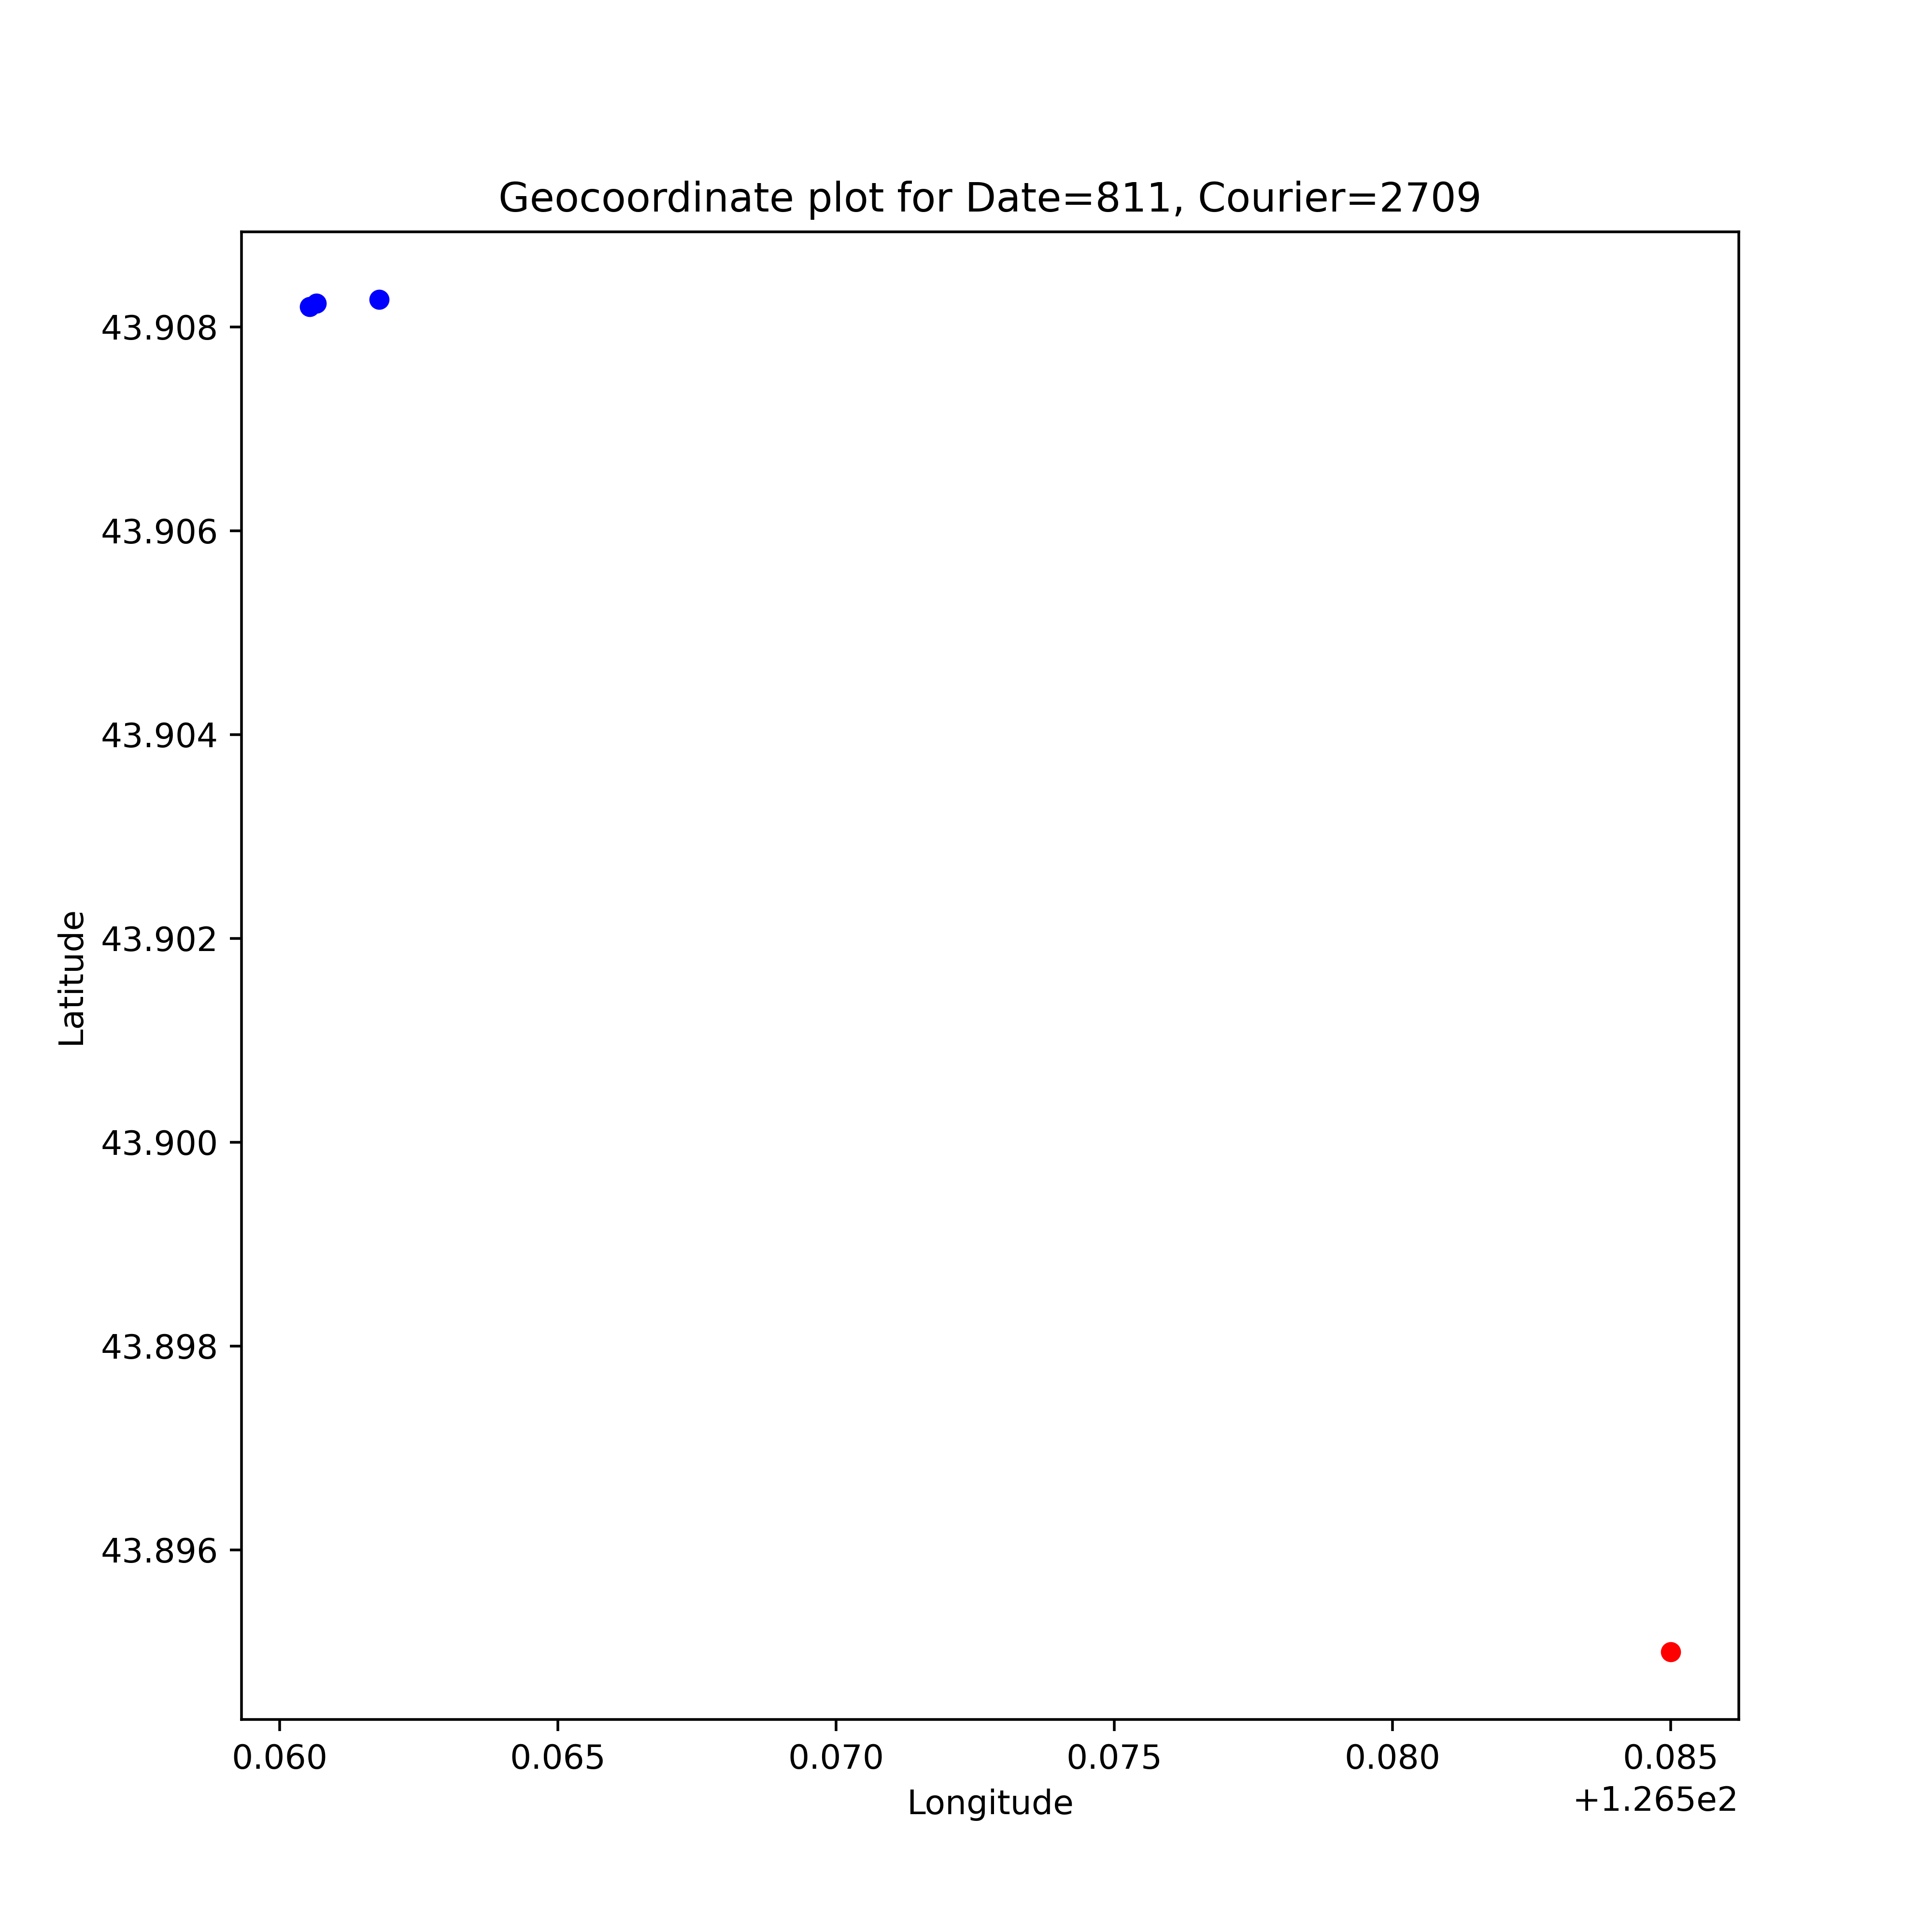 Geocoordinate plot for Date=811, Courier=2709
43.908
43.906
43.904
43.902
43.900
43.898
43.896
Latitude
0.060 0.065 0.070 0.075 0.080 0.085
+1.265e2
Longitude